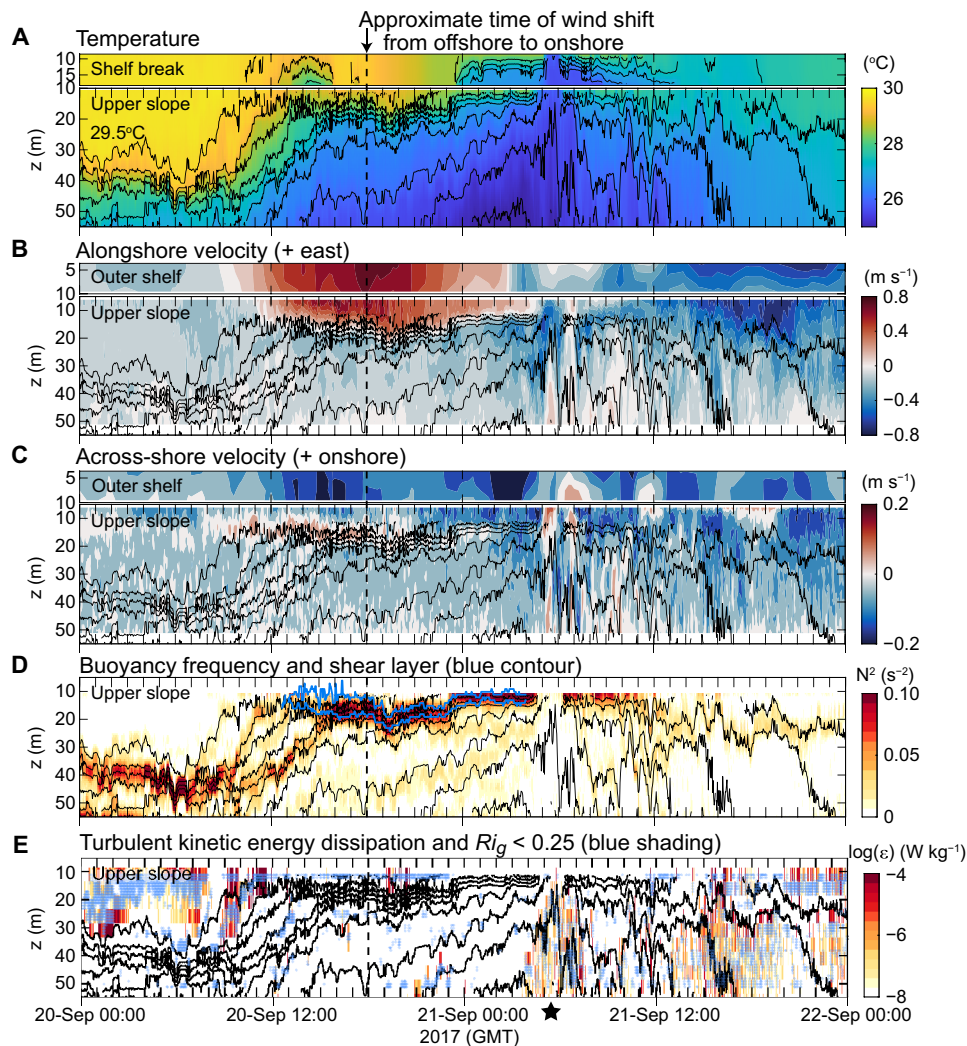 Approximate time of wind shift
from offshore to onshore
A
Temperature
Shelf break
10
15
Upper slope
29.5°C
10
20
30
40
50
z (m)
(°C)
30
28
26
B
Alongshore velocity (+ east)
Outer shelf
5
10
Upper slope
10
20
30
40
50
z (m)
(m s⁻¹)
0.8
0.4
0
−0.4
−0.8
C
Across-shore velocity (+ onshore)
Outer shelf
5
10
Upper slope
10
20
30
40
50
z (m)
(m s⁻¹)
0.2
0
−0.2
D
Buoyancy frequency and shear layer (blue contour)
Upper slope
10
20
30
40
50
z (m)
N² (s⁻²)
0.10
0.05
0
E
Turbulent kinetic energy dissipation and Rig < 0.25 (blue shading)
Upper slope
10
20
30
40
50
z (m)
log(ε) (W kg⁻¹)
−4
−6
−8
20-Sep 00:00
20-Sep 12:00
21-Sep 00:00
★
21-Sep 12:00
22-Sep 00:00
2017 (GMT)